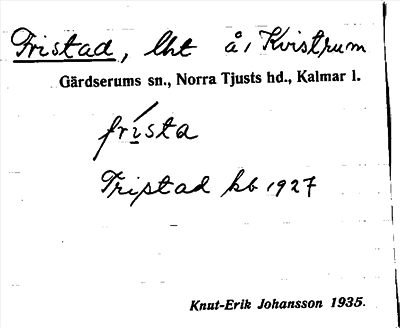 Fristad, lht å, Kvistrum
Gärdserums sn., Norra Tjusts hd., Kalmar l.
frista
Fristad kb 1927
Knut-Erik Johansson 1935.